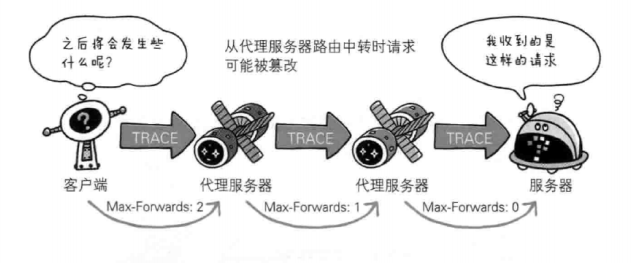 之后将会发生些
什么呢?
从代理服务器路由中转时请求
可能被篡改
我收到的是
这样的请求
?
TRACE
TRACE
TRACE
客户端
代理服务器
代理服务器
服务器
Max-Forwards: 2
Max-Forwards: 1
Max-Forwards: 0